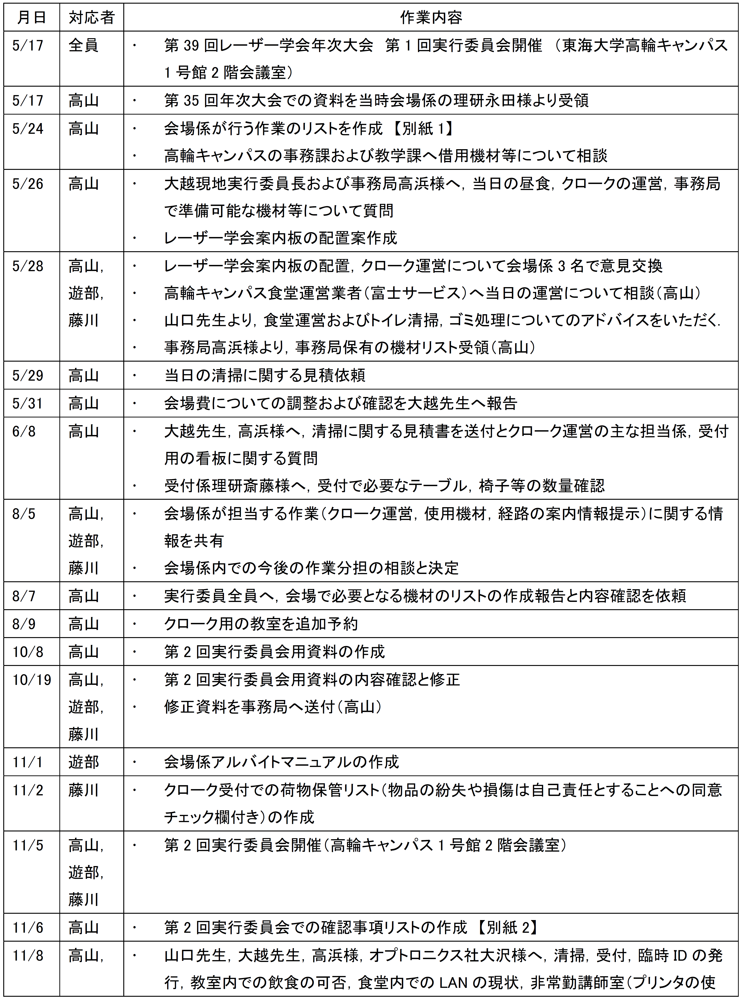 月日 対応者 作業内容
5/17 全員 ・ 第 39 回レーザー学会年次大会　第 1 回実行委員会開催　（東海大学高輪キャンパス
1 号館 2 階会議室）
5/17 高山 ・ 第 35 回年次大会での資料を当時会場係の理研永田様より受領
5/24 高山 ・ 会場係が行う作業のリストを作成　【別紙 1】
・ 高輪キャンパスの事務課および教学課へ借用機材等について相談
5/26 高山 ・ 大越現地実行委員長および事務局高浜様へ，当日の昼食，クロークの運営，事務局
で準備可能な機材等について質問
・ レーザー学会案内板の配置案作成
5/28 高山， ・ レーザー学会案内板の配置，クローク運営について会場係 3 名で意見交換
遊部， ・ 高輪キャンパス食堂運営業者（富士サービス）へ当日の運営について相談（高山）
藤川 ・ 山口先生より，食堂運営およびトイレ清掃，ゴミ処理についてのアドバイスをいただく．
・ 事務局高浜様より，事務局保有の機材リスト受領（高山）
5/29 高山 ・ 当日の清掃に関する見積依頼
5/31 高山 ・ 会場費についての調整および確認を大越先生へ報告
6/8 高山 ・ 大越先生，高浜様へ，清掃に関する見積書を送付とクローク運営の主な担当係，受付
用の看板に関する質問
・ 受付係理研斎藤様へ，受付で必要なテーブル，椅子等の数量確認
8/5 高山， ・ 会場係が担当する作業（クローク運営，使用機材，経路の案内情報提示）に関する情
遊部， 報を共有
藤川 ・ 会場係内での今後の作業分担の相談と決定
8/7 高山 ・ 実行委員全員へ，会場で必要となる機材のリストの作成報告と内容確認を依頼
8/9 高山 ・ クローク用の教室を追加予約
10/8 高山 ・ 第 2 回実行委員会用資料の作成
10/19 高山， ・ 第 2 回実行委員会用資料の内容確認と修正
遊部， ・ 修正資料を事務局へ送付（高山）
藤川
11/1 遊部 ・ 会場係アルバイトマニュアルの作成
11/2 藤川 ・ クローク受付での荷物保管リスト（物品の紛失や損傷は自己責任とすることへの同意
チェック欄付き）の作成
11/5 高山， ・ 第 2 回実行委員会開催（高輪キャンパス 1 号館 2 階会議室）
遊部，
藤川
11/6 高山 ・ 第 2 回実行委員会での確認事項リストの作成　【別紙 2】
11/8 高山， ・ 山口先生，大越先生，高浜様，オプトロニクス社大沢様へ，清掃，受付，臨時 ID の発
行，教室内での飲食の可否，食堂内での LAN の現状，非常勤講師室（プリンタの使